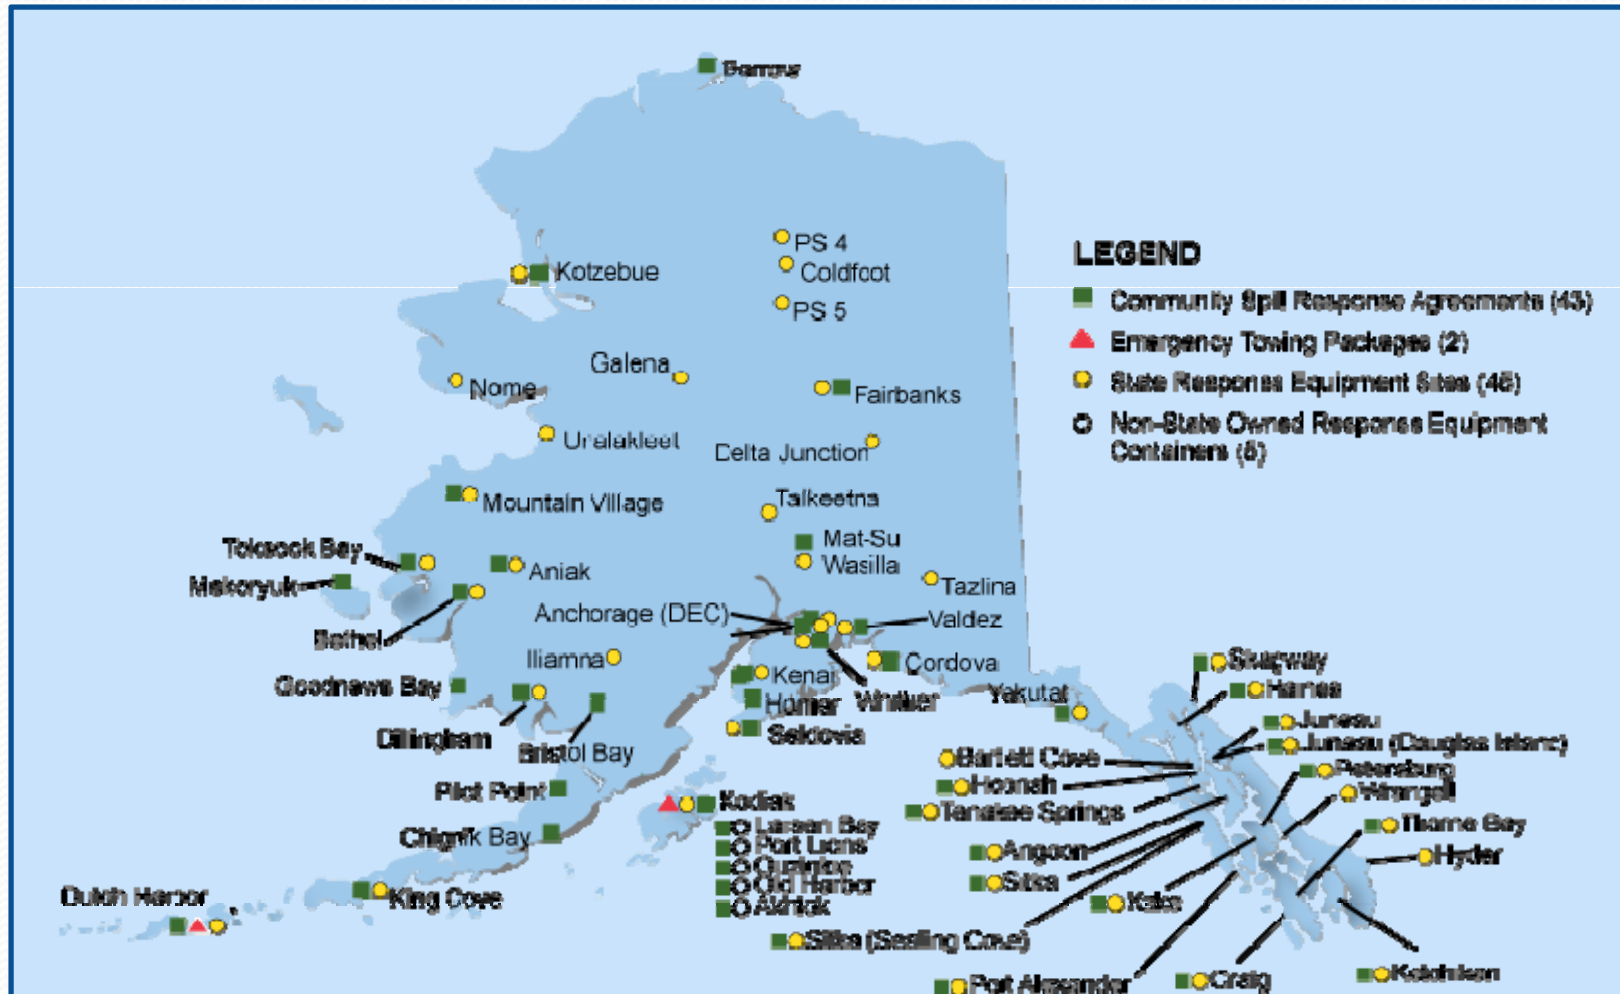 Barrow
PS 4
Coldfoot
PS 5
Kotzebue
Galena
Nome
Fairbanks
Unalakleet
Delta Junction
Mountain Village
Talkeetna
Mat-Su
Wasilla
Toksook Bay
Mekoryuk
Aniak
Tazlina
Anchorage (DEC)
Valdez
Bethel
Iliamna
Kenai
Cordova
Goodnews Bay
Homer
Whittier
Yakutat
Dillingham
Bristol Bay
Seldovia
Pilot Point
Kodiak
Chignik Bay
Larsen Bay
Port Lions
Ouzinkie
Old Harbor
Akhiok
Dutch Harbor
King Cove
LEGEND
Community Spill Response Agreements (43)
Emergency Towing Packages (2)
State Response Equipment Sites
Non-State Owned Response Equipment
Containers (5)
Skagway
Haines
Juneau
Juneau (Douglas Island)
Bartlett Cove
Petersburg
Hoonah
Wrangell
Tenakee Springs
Thorne Bay
Angoon
Hyder
Sitka
Kake
Sitka (Sealing Cove)
Port Alexander
Craig
Ketchikan